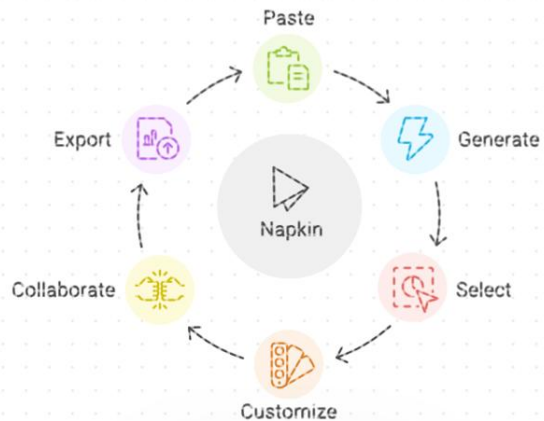 Paste
Generate
Select
Customize
Collaborate
Export
Napkin